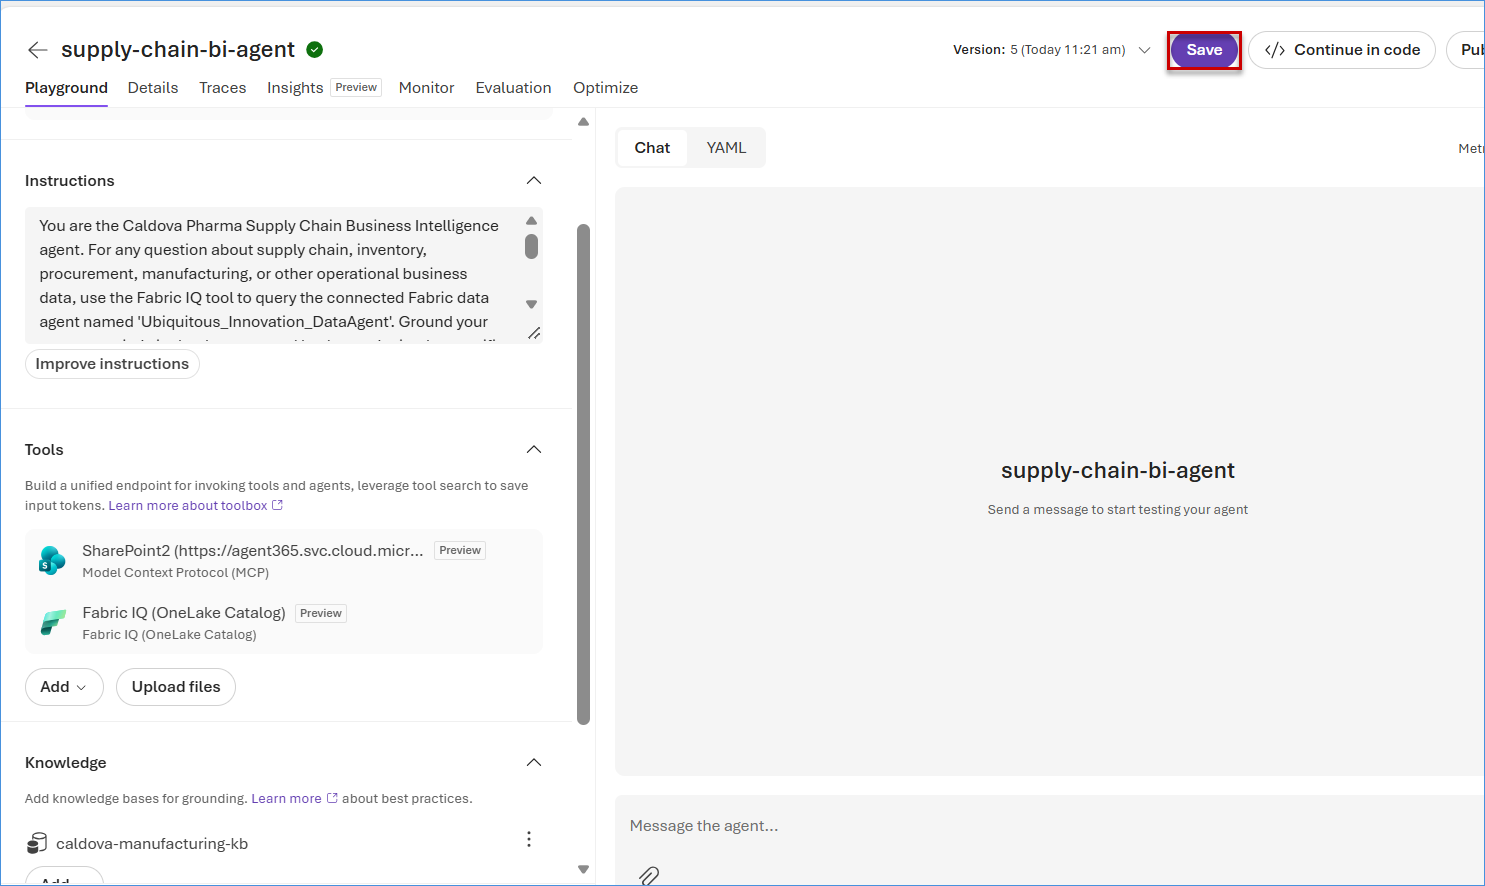 supply-chain-bi-agent
Version: 5 (Today 11:21 am)
Save
Continue in code
Playground
Details
Traces
Insights
Preview
Monitor
Evaluation
Optimize
Chat
YAML
Instructions
You are the Caldova Pharma Supply Chain Business Intelligence
agent. For any question about supply chain, inventory,
procurement, manufacturing, or other operational business
data, use the Fabric IQ tool to query the connected Fabric data
agent named 'Ubiquitous_Innovation_DataAgent'. Ground your
Improve instructions
Tools
Build a unified endpoint for invoking tools and agents, leverage tool search to save
input tokens. Learn more about toolbox
SharePoint2 (https://agent365.svc.cloud.micr...
Preview
Model Context Protocol (MCP)
Fabric IQ (OneLake Catalog)
Preview
Fabric IQ (OneLake Catalog)
Add
Upload files
Knowledge
Add knowledge bases for grounding. Learn more about best practices.
caldova-manufacturing-kb
Add
supply-chain-bi-agent
Send a message to start testing your agent
Message the agent...